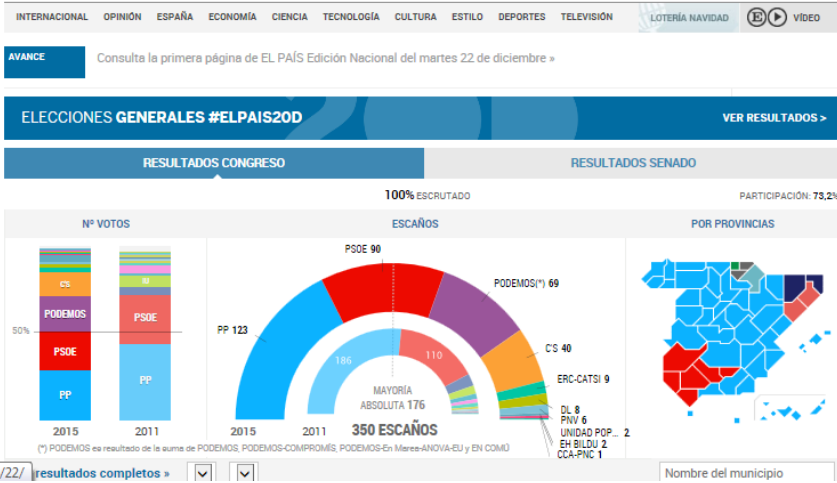 INTERNACIONAL OPINIÓN ESPAÑA ECONOMÍA CIENCIA TECNOLOGÍA CULTURA ESTILO DEPORTES TELEVISIÓN LOTERÍA NAVIDAD E VÍDEO
AVANCE Consulta la primera página de EL PAÍS Edición Nacional del martes 22 de diciembre »
20D
ELECCIONES GENERALES #ELPAIS20D VER RESULTADOS >
RESULTADOS CONGRESO RESULTADOS SENADO
100% ESCRUTADO PARTICIPACIÓN: 73,2%
Nº VOTOS ESCAÑOS POR PROVINCIAS
PSOE 90
PODEMOS(*) 69
C'S IU
PODEMOS PSOE
50%
PP 123
C'S 40
PSOE
186 110
ERC-CATSI 9
PP PP
MAYORÍA
ABSOLUTA 176
DL 8
PNV 6
2015 2011 2015 2011 350 ESCAÑOS
UNIDAD POP... 2
EH BILDU 2
CCA-PNC 1
(*) PODEMOS es resultado de la suma de PODEMOS, PODEMOS-COMPROMÍS, PODEMOS-En Marea-ANOVA-EU y EN COMÚ
/22/ resultados completos » Nombre del municipio